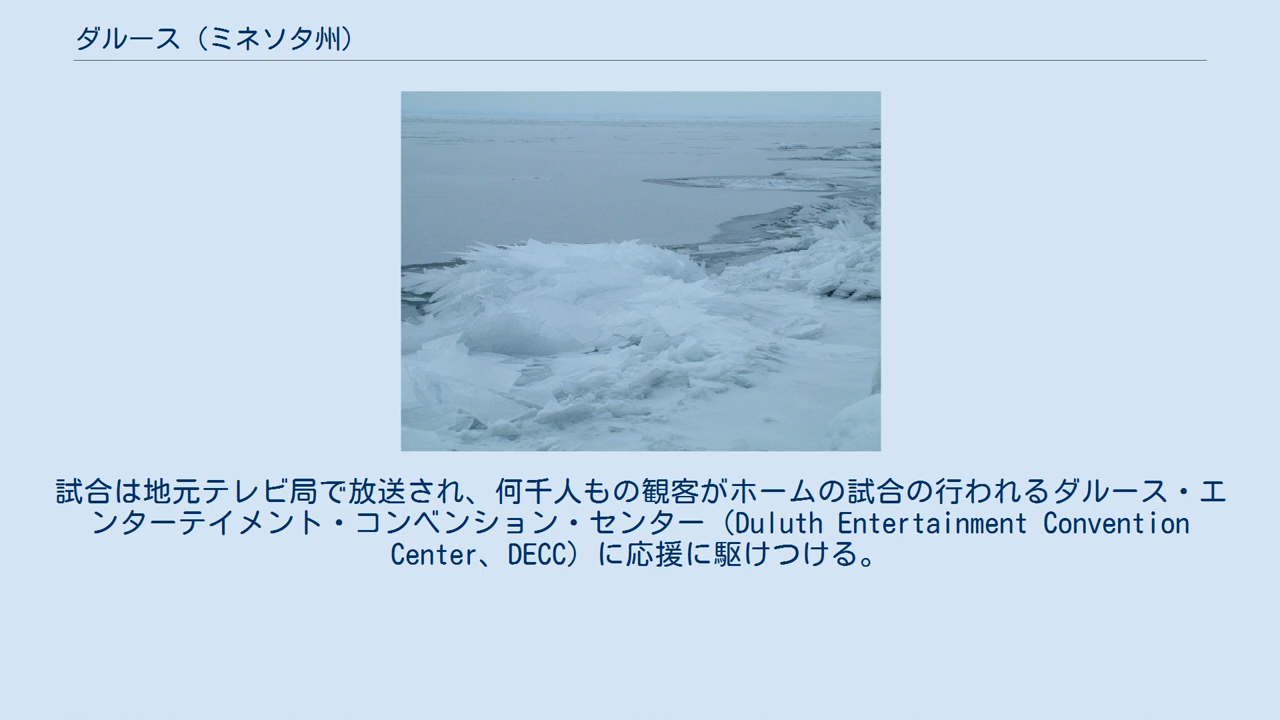 ダルース（ミネソタ州）
試合は地元テレビ局で放送され、何千人もの観客がホームの試合の行われるダルース・エ
ンターテイメント・コンベンション・センター（Duluth Entertainment Convention
Center、DECC）に応援に駆けつける。